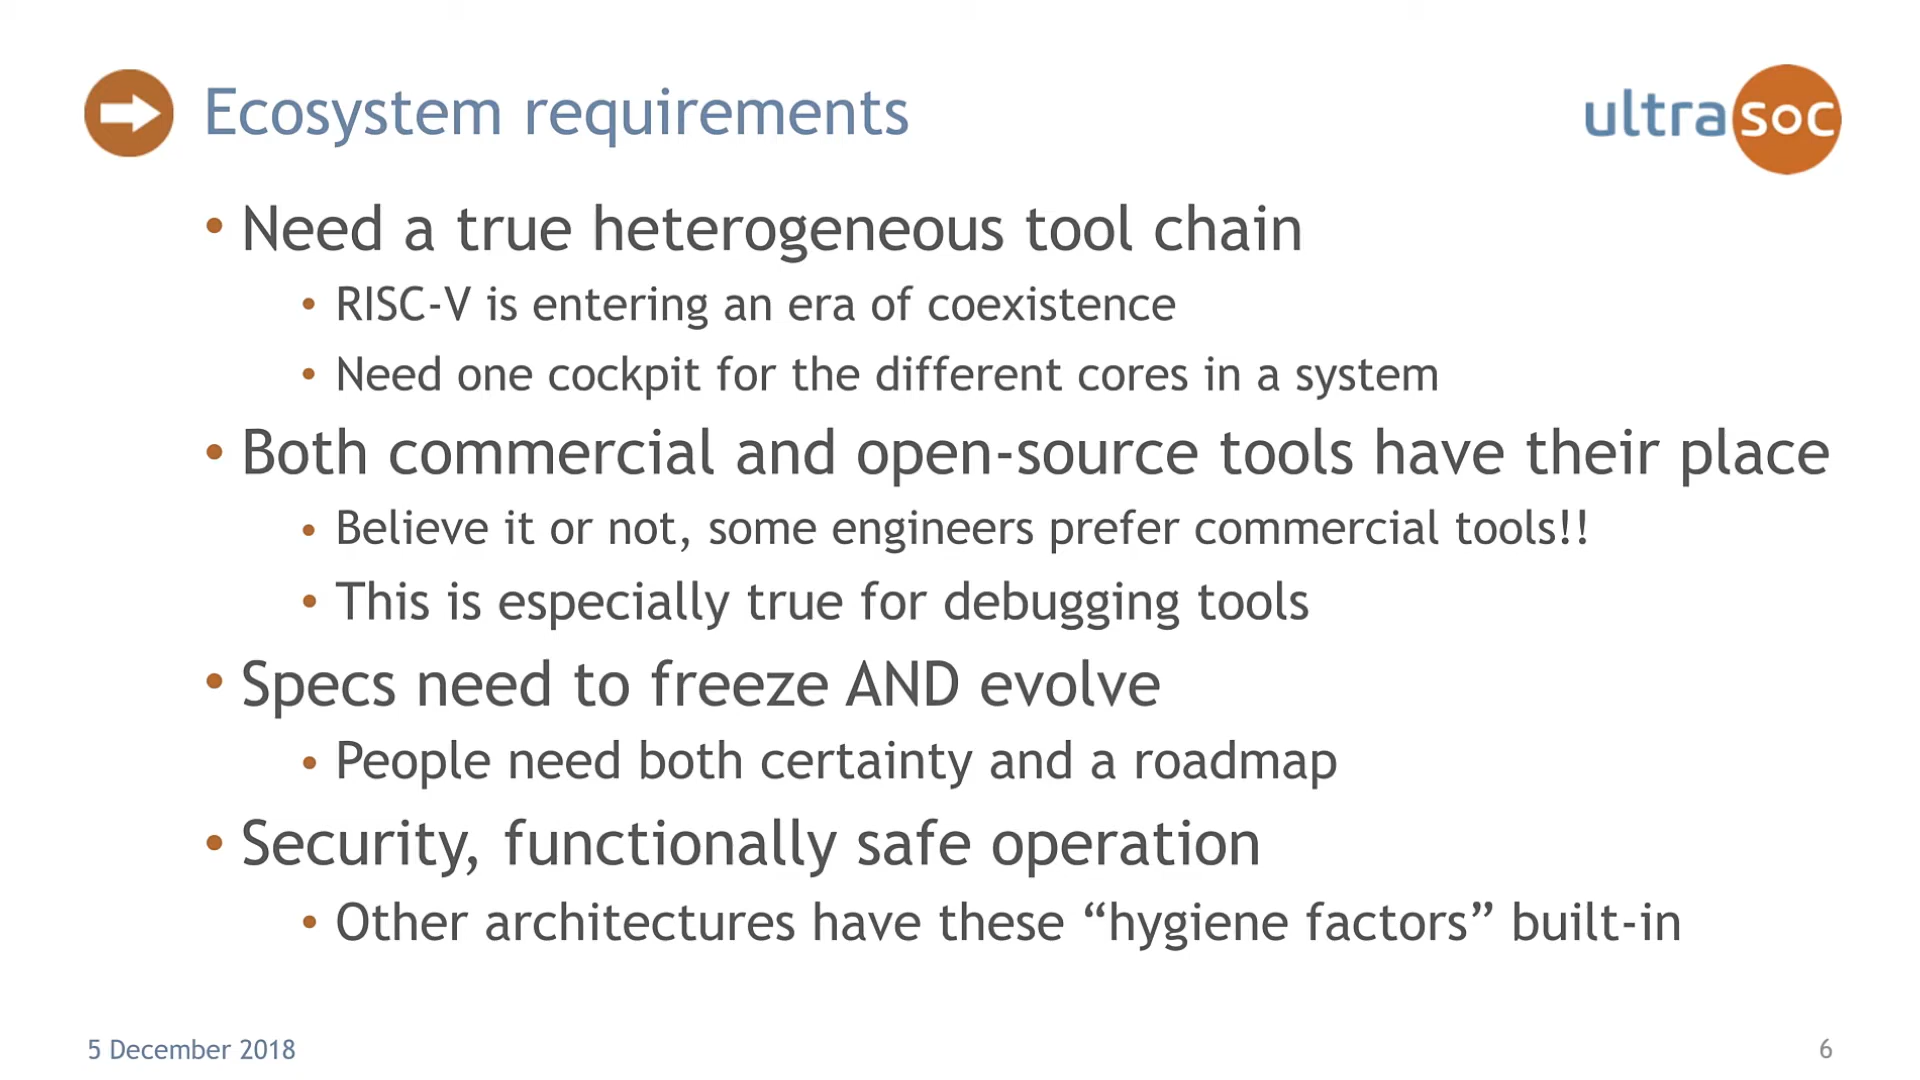 Ecosystem requirements
ultrasoc
• Need a true heterogeneous tool chain
• RISC-V is entering an era of coexistence
• Need one cockpit for the different cores in a system
• Both commercial and open-source tools have their place
• Believe it or not, some engineers prefer commercial tools!!
• This is especially true for debugging tools
• Specs need to freeze AND evolve
• People need both certainty and a roadmap
• Security, functionally safe operation
• Other architectures have these “hygiene factors” built-in
5 December 2018
6